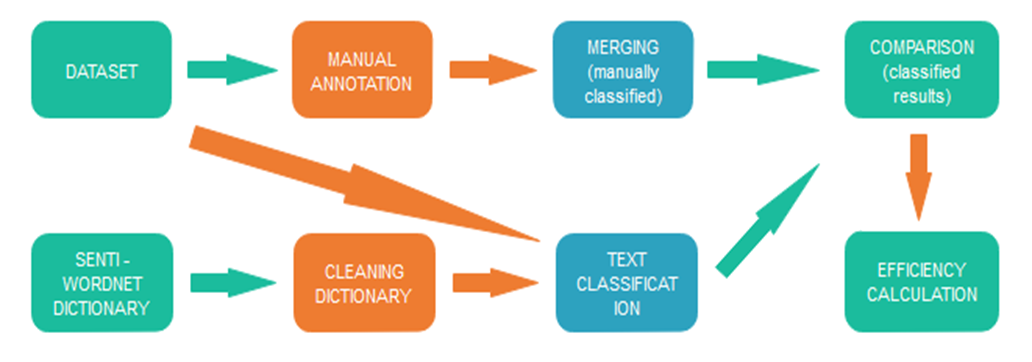 DATASET
MANUAL
ANNOTATION
MERGING
(manually
classified)
COMPARISON
(classified
results)
SENTI -
WORDNET
DICTIONARY
CLEANING
DICTIONARY
TEXT
CLASSIFICAT
ION
EFFICIENCY
CALCULATION